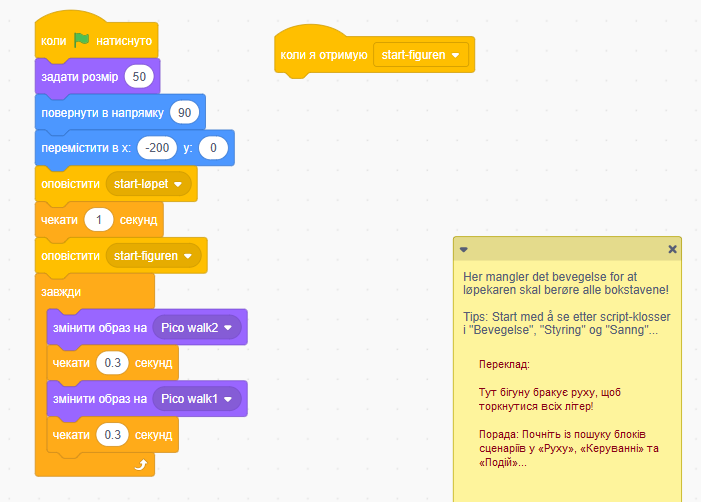 коли натиснуто
задати розмір 50
повернути в напрямку 90
перемістити в x: -200 y: 0
оповістити start-løpet
чекати 1 секунд
оповістити start-figuren
завжди
змінити образ на Pico walk2
чекати 0.3 секунд
змінити образ на Pico walk1
чекати 0.3 секунд
коли я отримую start-figuren
Her mangler det bevegelse for at
løpekaren skal berøre alle bokstavene!
Tips: Start med å se etter script-klosser
i "Bevegelse", "Styring" og "Sanng"...
Переклад:
Тут бігуну бракує руху, щоб
торкнутися всіх літер!
Порада: Почніть із пошуку блоків
сценаріїв у «Руху», «Керуванні» та
«Подій»...